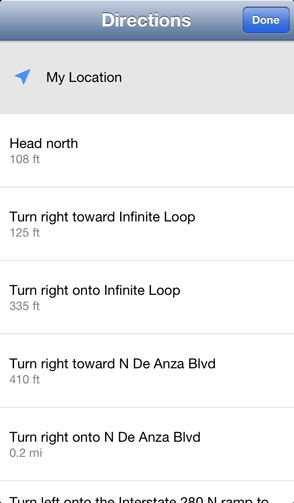 Directions
Done
My Location
Head north
108 ft
Turn right toward Infinite Loop
125 ft
Turn right onto Infinite Loop
335 ft
Turn right toward N De Anza Blvd
410 ft
Turn right onto N De Anza Blvd
0.2 mi
Turn left onto the Interstate 280 N ramp to